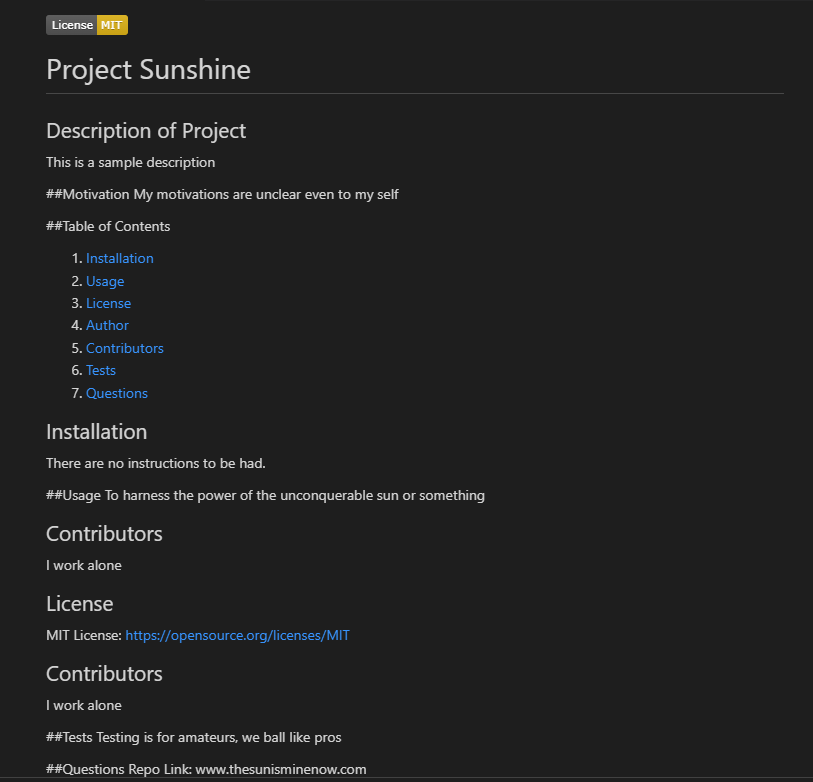 License MIT
Project Sunshine
Description of Project
This is a sample description
##Motivation My motivations are unclear even to my self
##Table of Contents
1. Installation
2. Usage
3. License
4. Author
5. Contributors
6. Tests
7. Questions
Installation
There are no instructions to be had.
##Usage To harness the power of the unconquerable sun or something
Contributors
I work alone
License
MIT License: https://opensource.org/licenses/MIT
Contributors
I work alone
##Tests Testing is for amateurs, we ball like pros
##Questions Repo Link: www.thesunisminenow.com